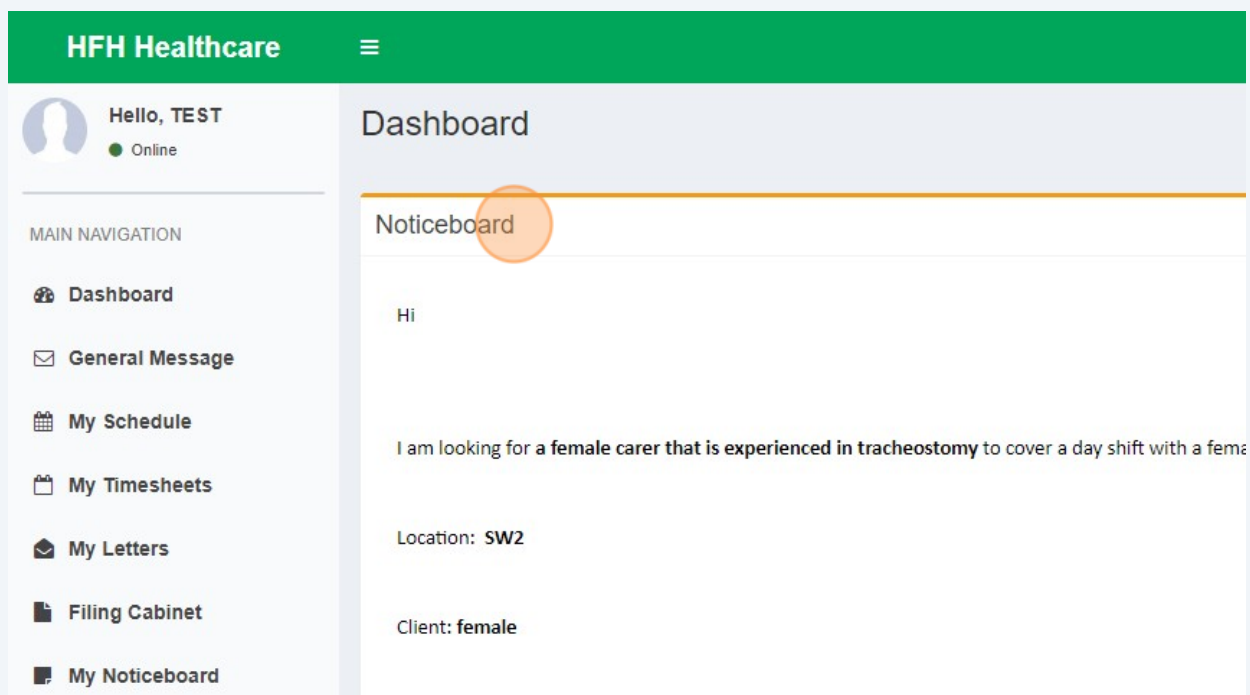 HFH Healthcare
Hello, TEST
Online
MAIN NAVIGATION
Dashboard
General Message
My Schedule
My Timesheets
My Letters
Filing Cabinet
My Noticeboard
Dashboard
Noticeboard
Hi
I am looking for a female carer that is experienced in tracheostomy to cover a day shift with a fema
Location: SW2
Client: female